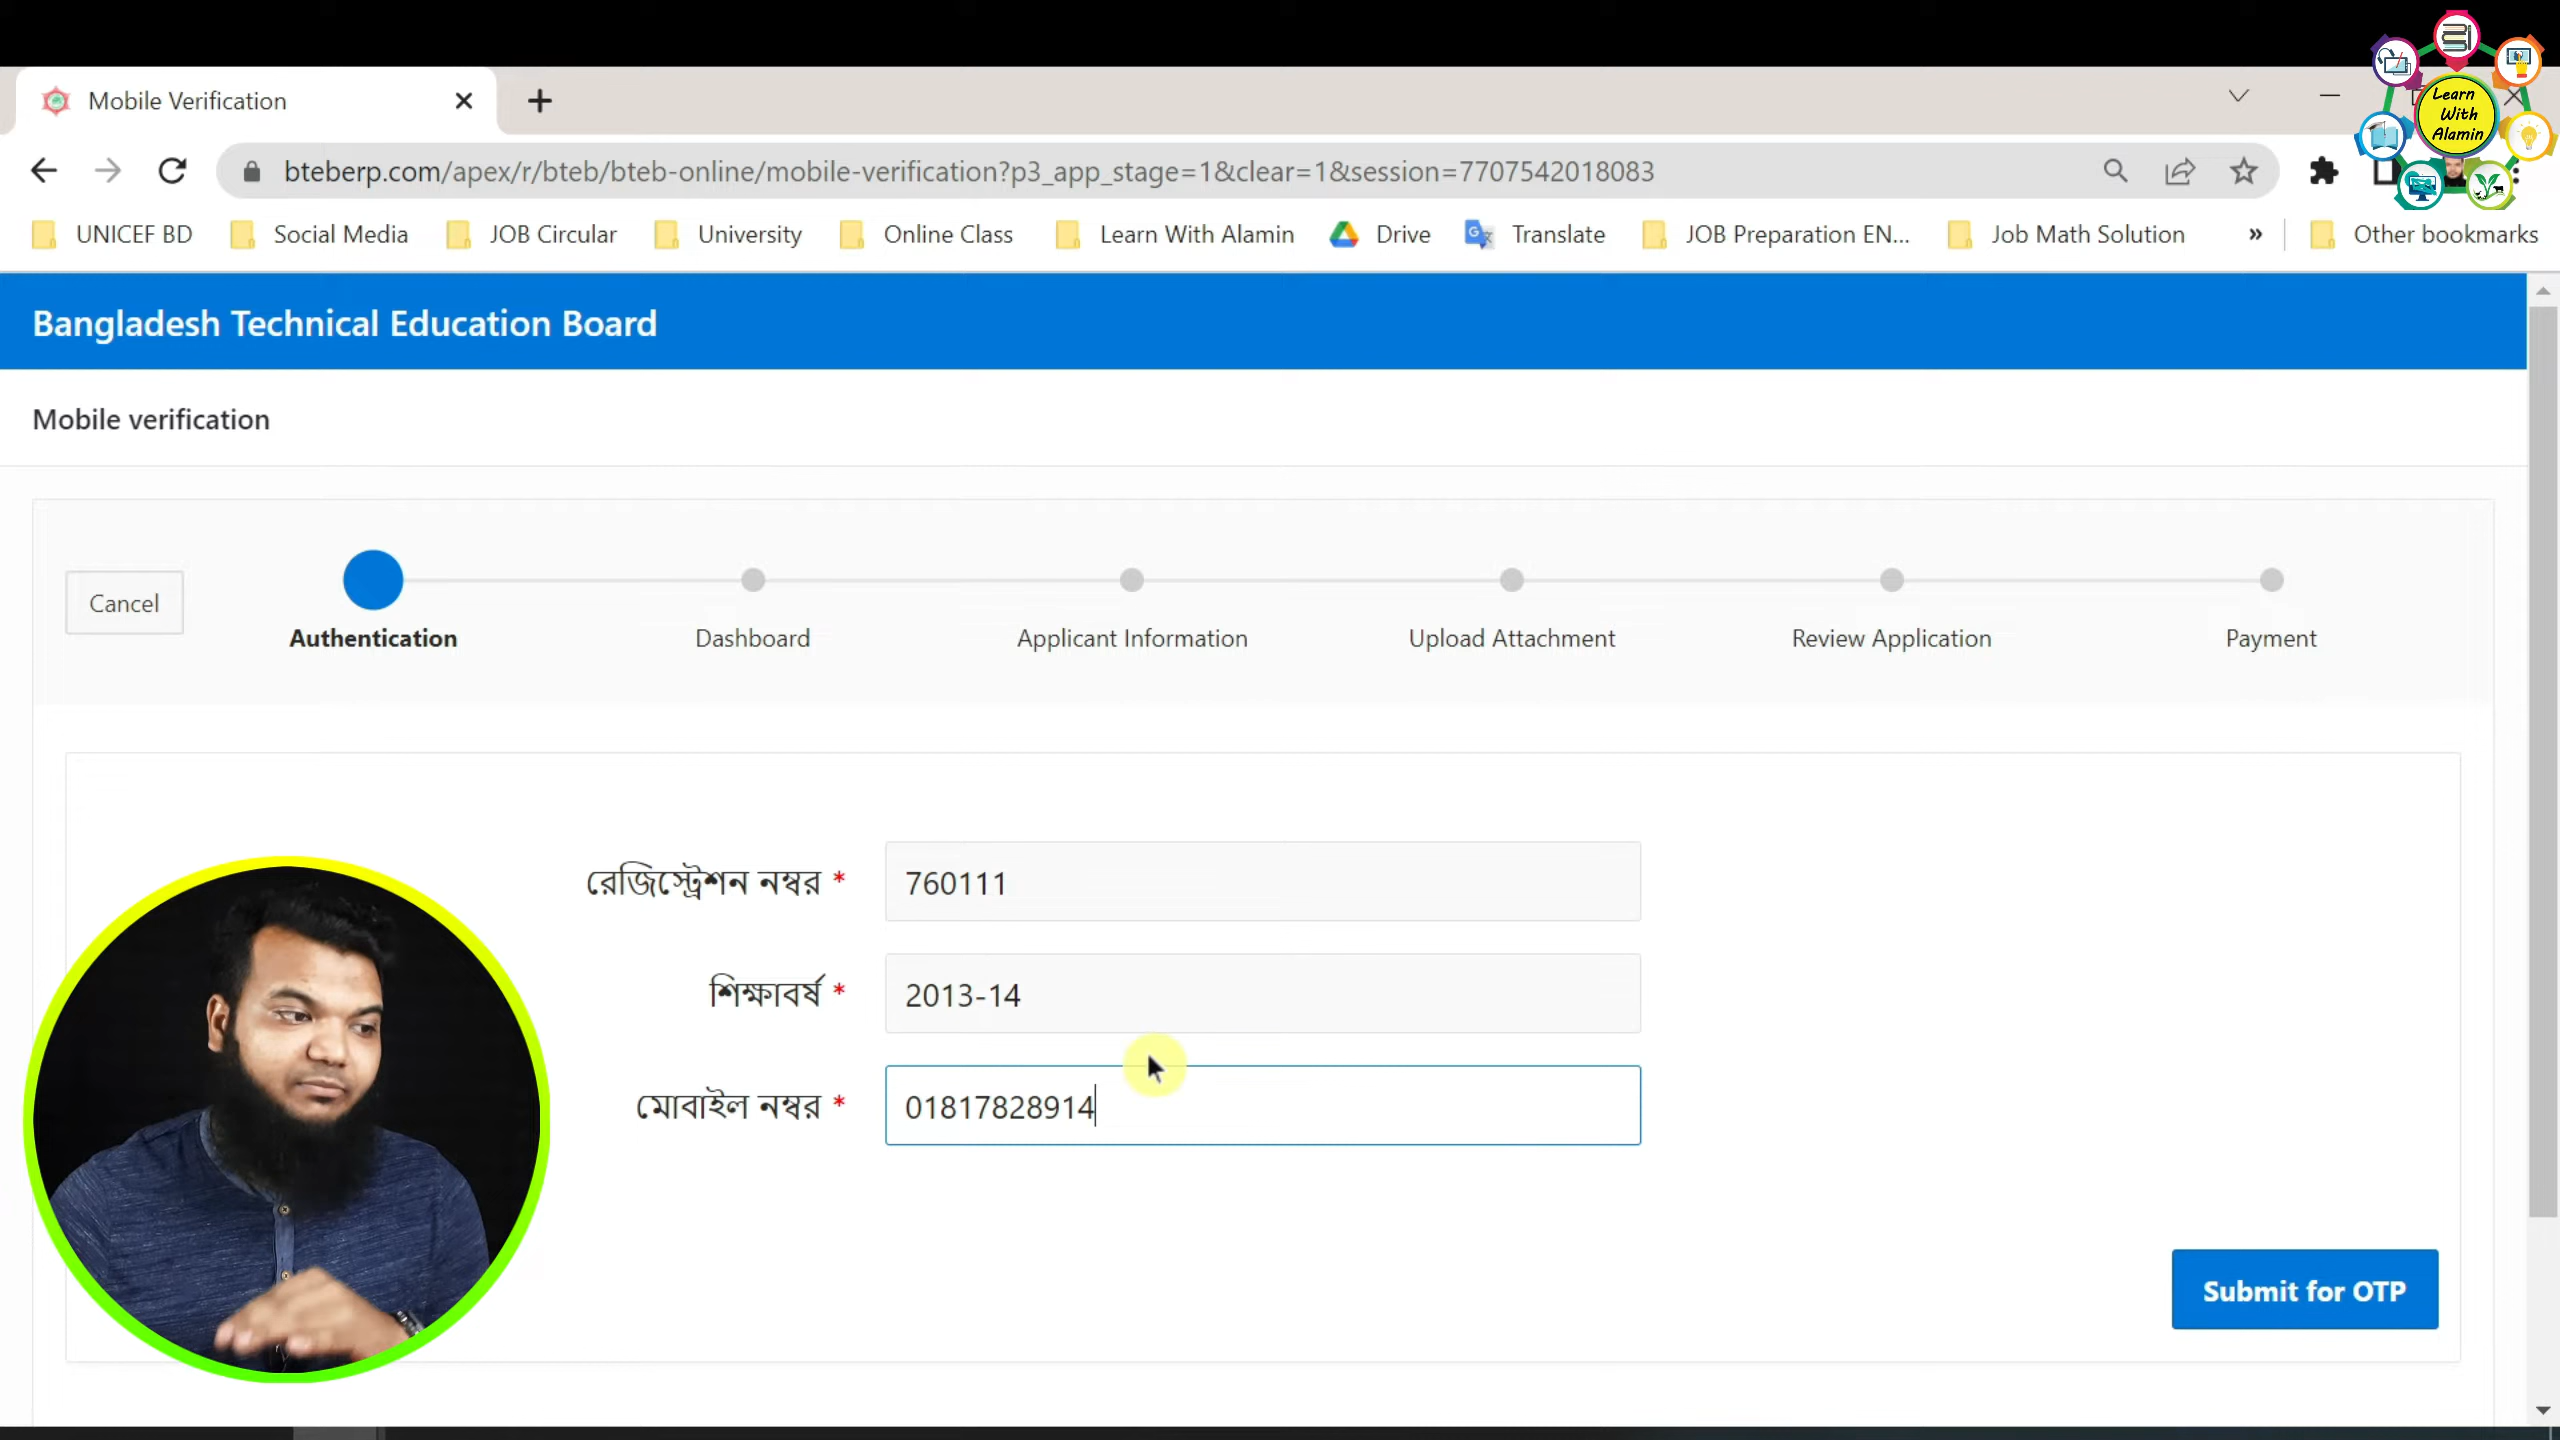 Learn
With
Alamin
Mobile Verification
bteberp.com/apex/r/bteb/bteb-online/mobile-verification?p3_app_stage=1&clear=1&session=7707542018083
UNICEF BD Social Media JOB Circular University Online Class Learn With Alamin Drive Translate JOB Preparation EN... Job Math Solution » Other bookmarks
Bangladesh Technical Education Board
Mobile verification
Cancel
Authentication Dashboard Applicant Information Upload Attachment Review Application Payment
রেজিস্ট্রেশন নম্বর * 760111
শিক্ষাবর্ষ * 2013-14
মোবাইল নম্বর * 01817828914
Submit for OTP